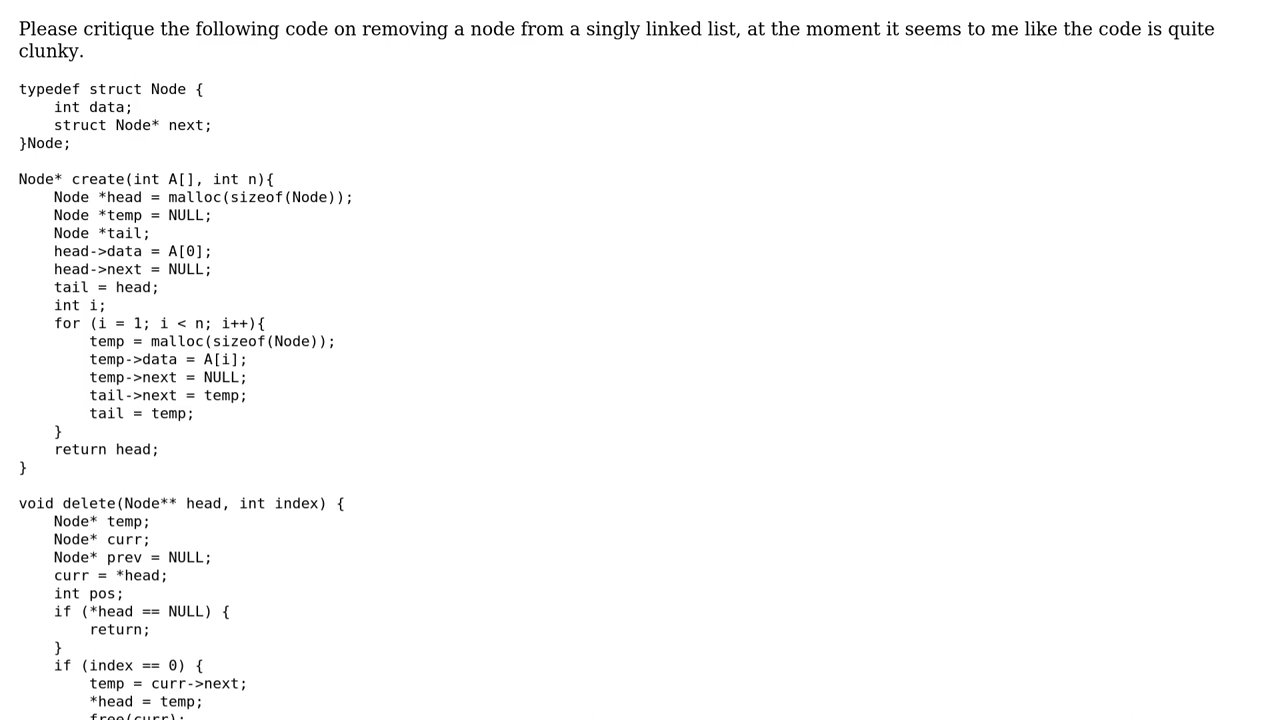 Please critique the following code on removing a node from a singly linked list, at the moment it seems to me like the code is quite
clunky.
typedef struct Node {
    int data;
    struct Node* next;
}Node;

Node* create(int A[], int n){
    Node *head = malloc(sizeof(Node));
    Node *temp = NULL;
    Node *tail;
    head->data = A[0];
    head->next = NULL;
    tail = head;
    int i;
    for (i = 1; i < n; i++){
        temp = malloc(sizeof(Node));
        temp->data = A[i];
        temp->next = NULL;
        tail->next = temp;
        tail = temp;
    }
    return head;
}

void delete(Node** head, int index) {
    Node* temp;
    Node* curr;
    Node* prev = NULL;
    curr = *head;
    int pos;
    if (*head == NULL) {
        return;
    }
    if (index == 0) {
        temp = curr->next;
        *head = temp;
        free(curr);